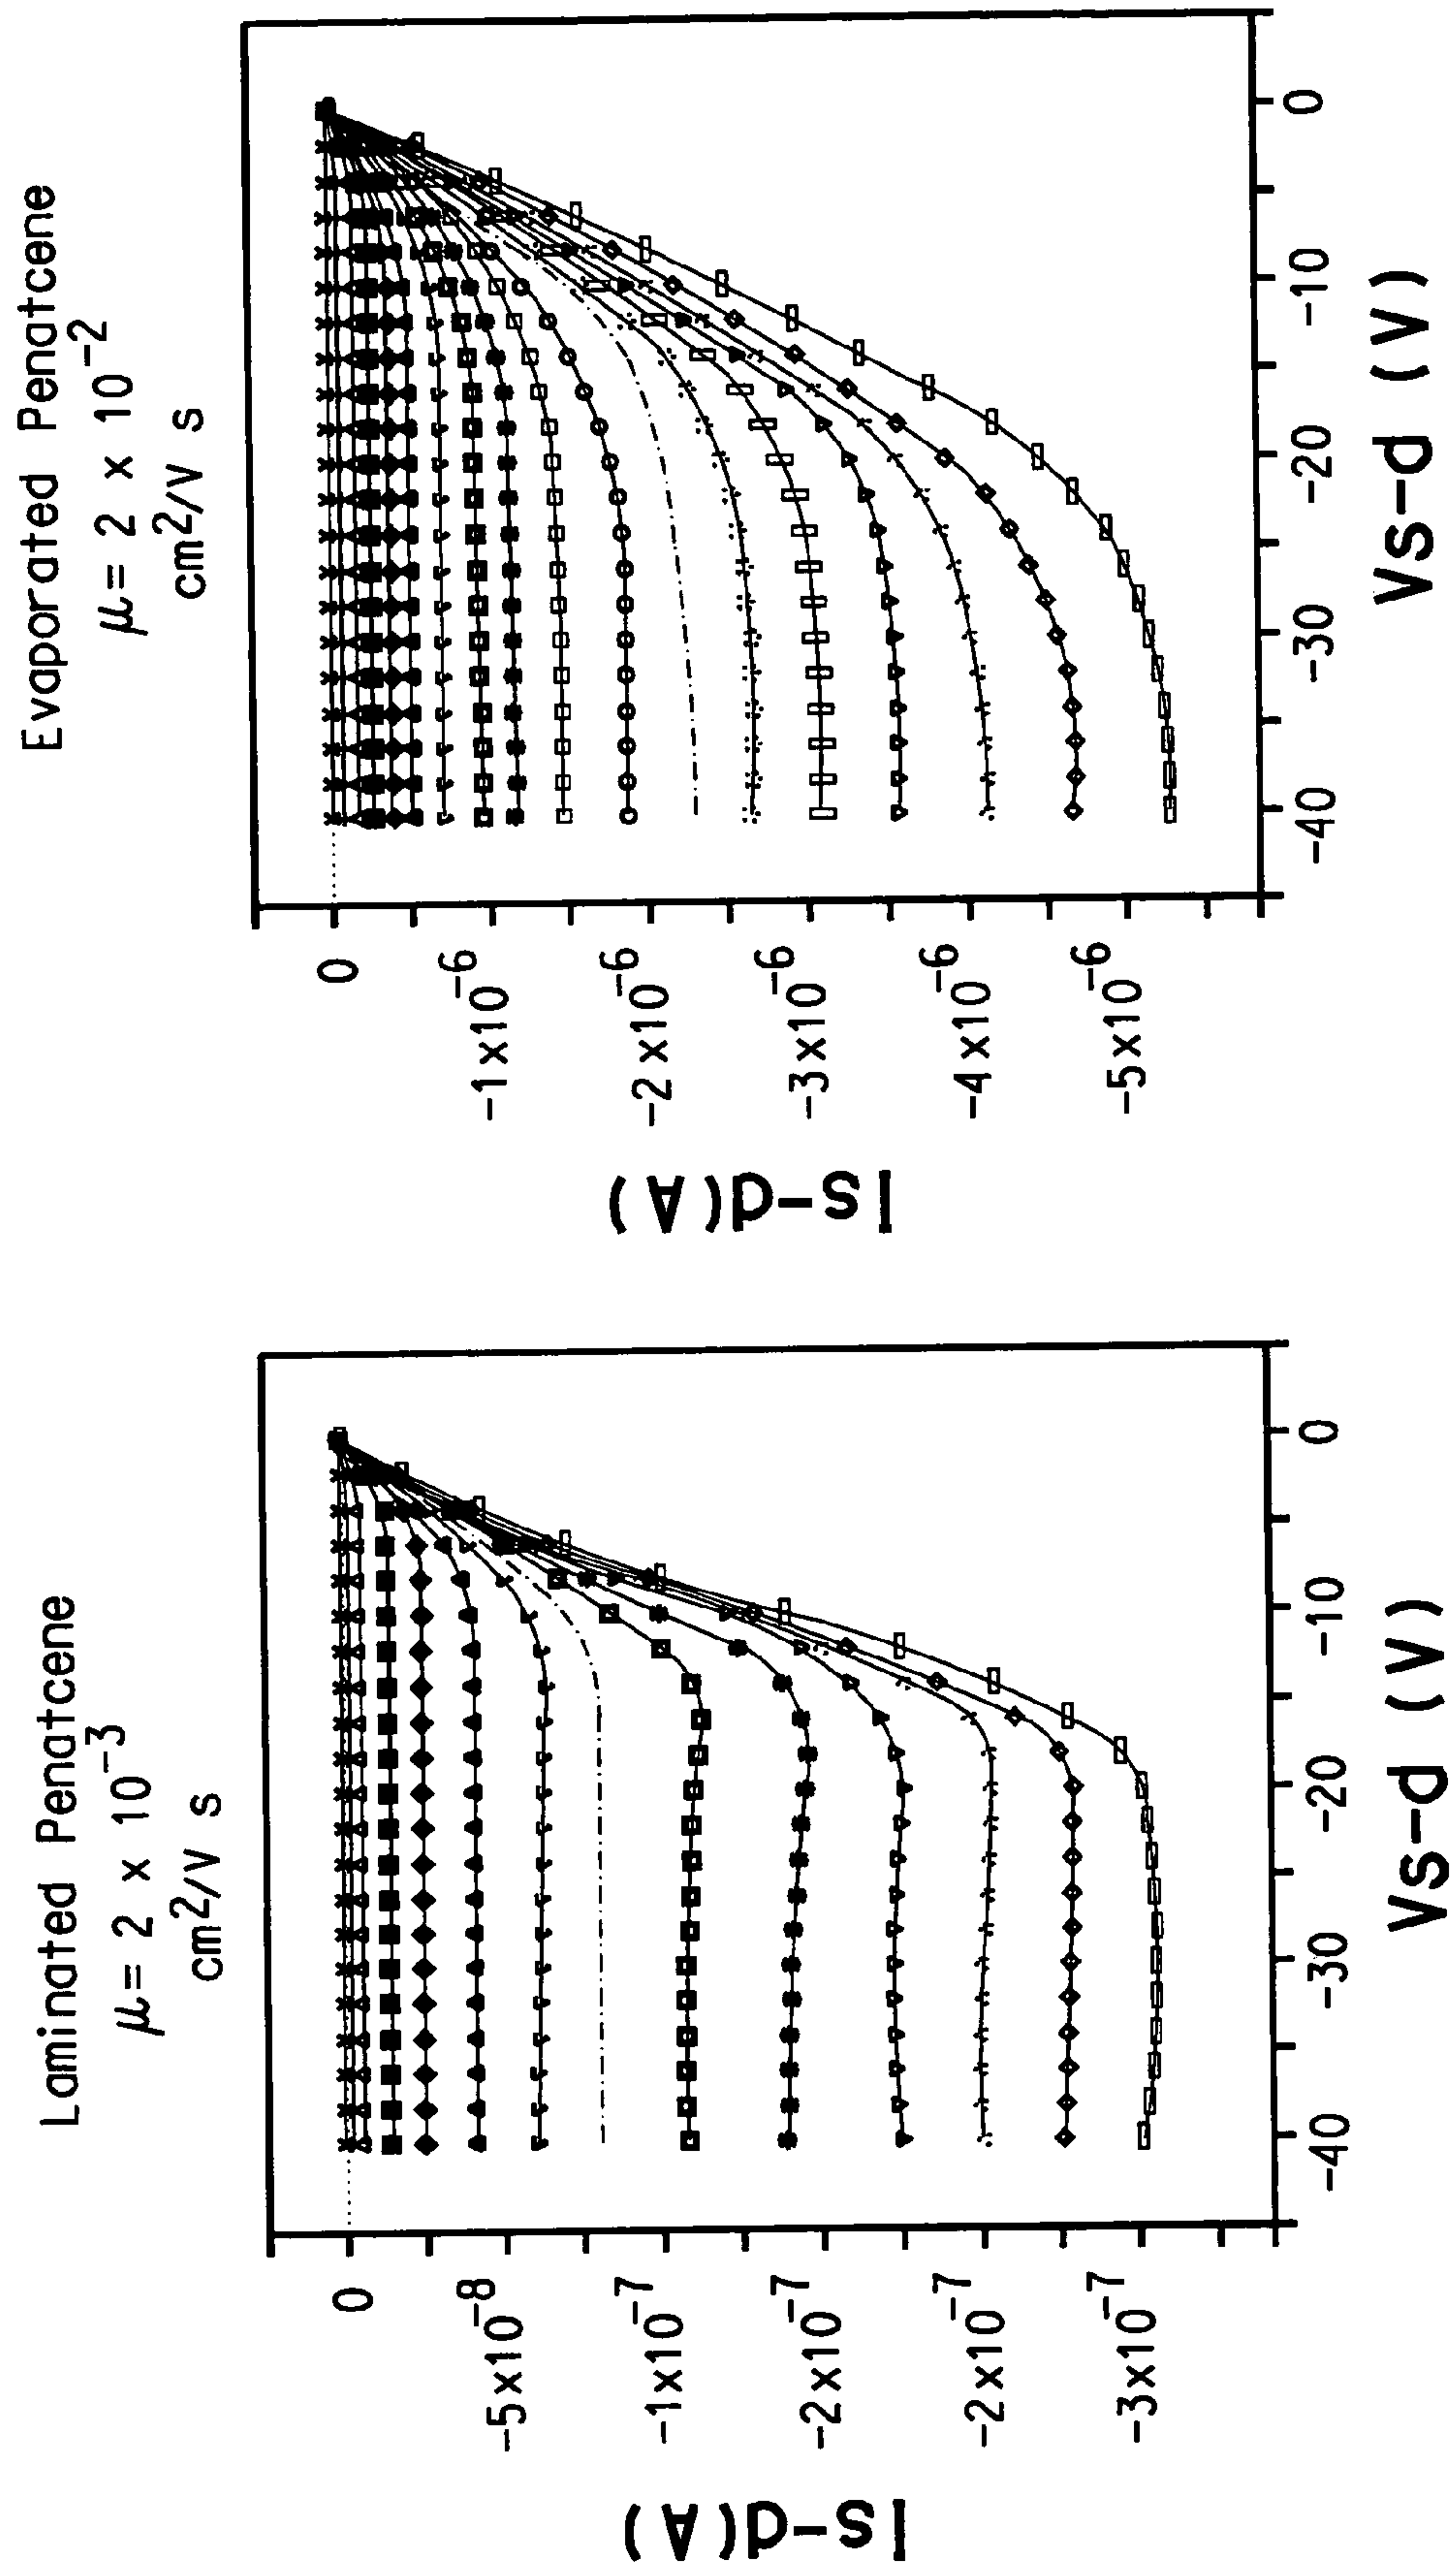 Laminated Penatcene
μ= 2 x 10⁻³
cm²/V s
Is-d(A)
0
-5x10⁻⁸
-1x10⁻⁷
-2x10⁻⁷
-2x10⁻⁷
-3x10⁻⁷
-40
-30
-20
-10
0
Vs-d (V)
Evaporated Penatcene
μ= 2 x 10⁻²
cm²/V s
Is-d(A)
0
-1x10⁻⁶
-2x10⁻⁶
-3x10⁻⁶
-4x10⁻⁶
-5x10⁻⁶
-40
-30
-20
-10
0
Vs-d (V)